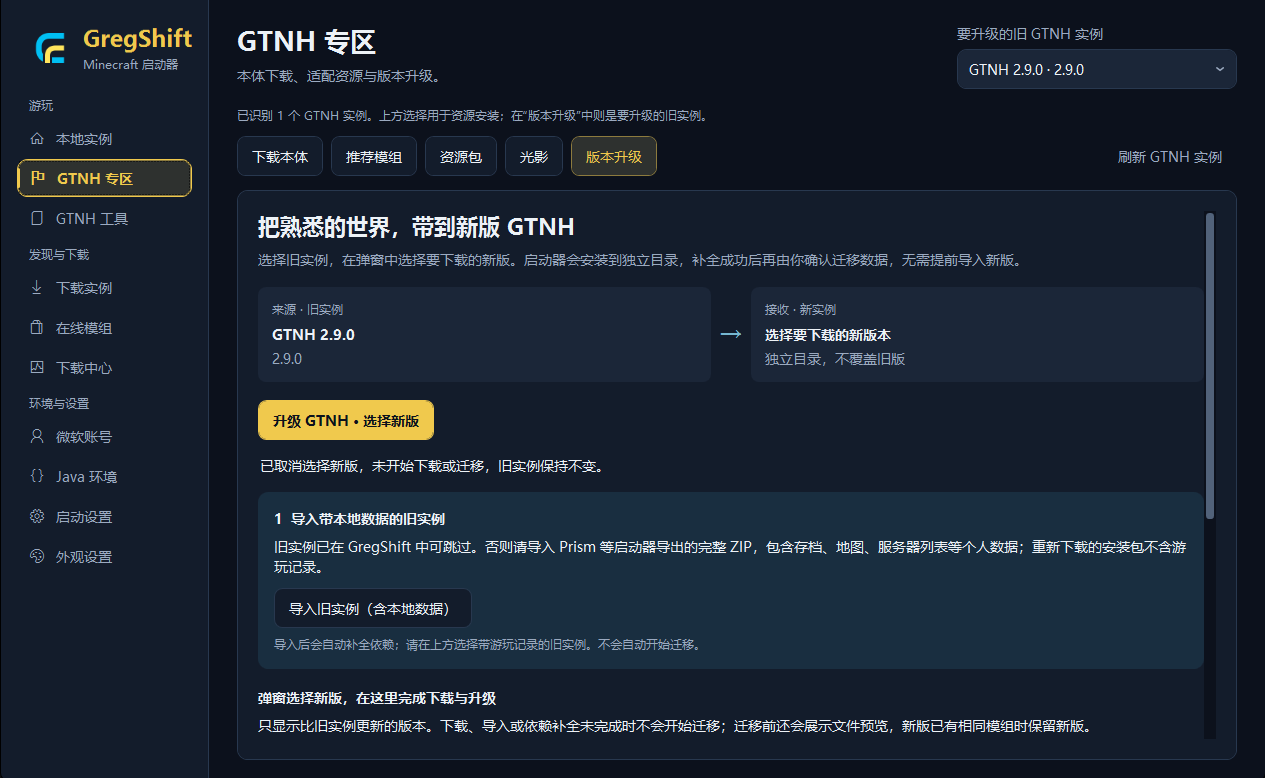 GregShift
Minecraft 启动器
游玩
本地实例
GTNH 专区
GTNH 工具
发现与下载
下载实例
在线模组
下载中心
环境与设置
微软账号
Java 环境
启动设置
外观设置
GTNH 专区
本体下载、适配资源与版本升级。
要升级的旧 GTNH 实例
GTNH 2.9.0 · 2.9.0
已识别 1 个 GTNH 实例。上方选择用于资源安装；在“版本升级”中则是要升级的旧实例。
下载本体 推荐模组 资源包 光影 版本升级 刷新 GTNH 实例
把熟悉的世界，带到新版 GTNH
选择旧实例，在弹窗中选择要下载的新版。启动器会安装到独立目录，补全成功后再由你确认迁移数据，无需提前导入新版。
来源 · 旧实例
GTNH 2.9.0
2.9.0
→
接收 · 新实例
选择要下载的新版本
独立目录，不覆盖旧版
升级 GTNH • 选择新版
已取消选择新版，未开始下载或迁移，旧实例保持不变。
1 导入带本地数据的旧实例
旧实例已在 GregShift 中可跳过。否则请导入 Prism 等启动器导出的完整 ZIP，包含存档、地图、服务器列表等个人数据；重新下载的安装包不含游
玩记录。
导入旧实例（含本地数据）
导入后会自动补全依赖；请在上方选择带游玩记录的旧实例。不会自动开始迁移。
弹窗选择新版，在这里完成下载与升级
只显示比旧实例更新的版本。下载、导入或依赖补全未完成时不会开始迁移；迁移前还会展示文件预览，新版已有相同模组时保留新版。